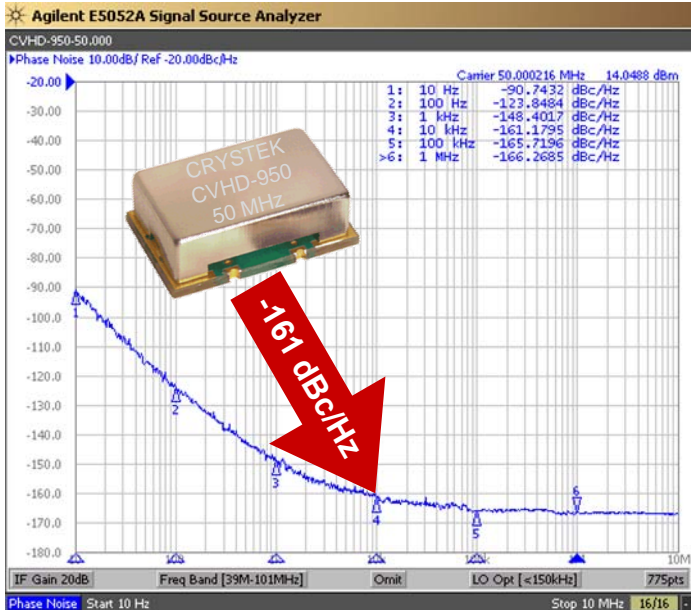 Agilent E5052A Signal Source Analyzer
CVHD-950-50.000
Phase Noise 10.00dB/ Ref -20.00dBc/Hz
Carrier 50.000216 MHz 14.0488 dBm
1: 10 Hz -90.7432 dBc/Hz
2: 100 Hz -123.8484 dBc/Hz
3: 1 kHz -148.4017 dBc/Hz
4: 10 kHz -161.1795 dBc/Hz
5: 100 kHz -165.7196 dBc/Hz
>6: 1 MHz -166.2685 dBc/Hz
-20.00
-30.00
-40.00
-50.00
-60.00
-70.00
-80.00
-90.00
-100.0
-110.0
-120.0
-130.0
-140.0
-150.0
-160.0
-170.0
-180.0
CRYSTEK
CVHD-950
50 MHz
-161 dBc/Hz
1
2
3
4
5
6
10M
IF Gain 20dB Freq Band [39M-101MHz] Omit LO Opt [<150kHz] 775pts
Phase Noise Start 10 Hz Stop 10 MHz 16/16